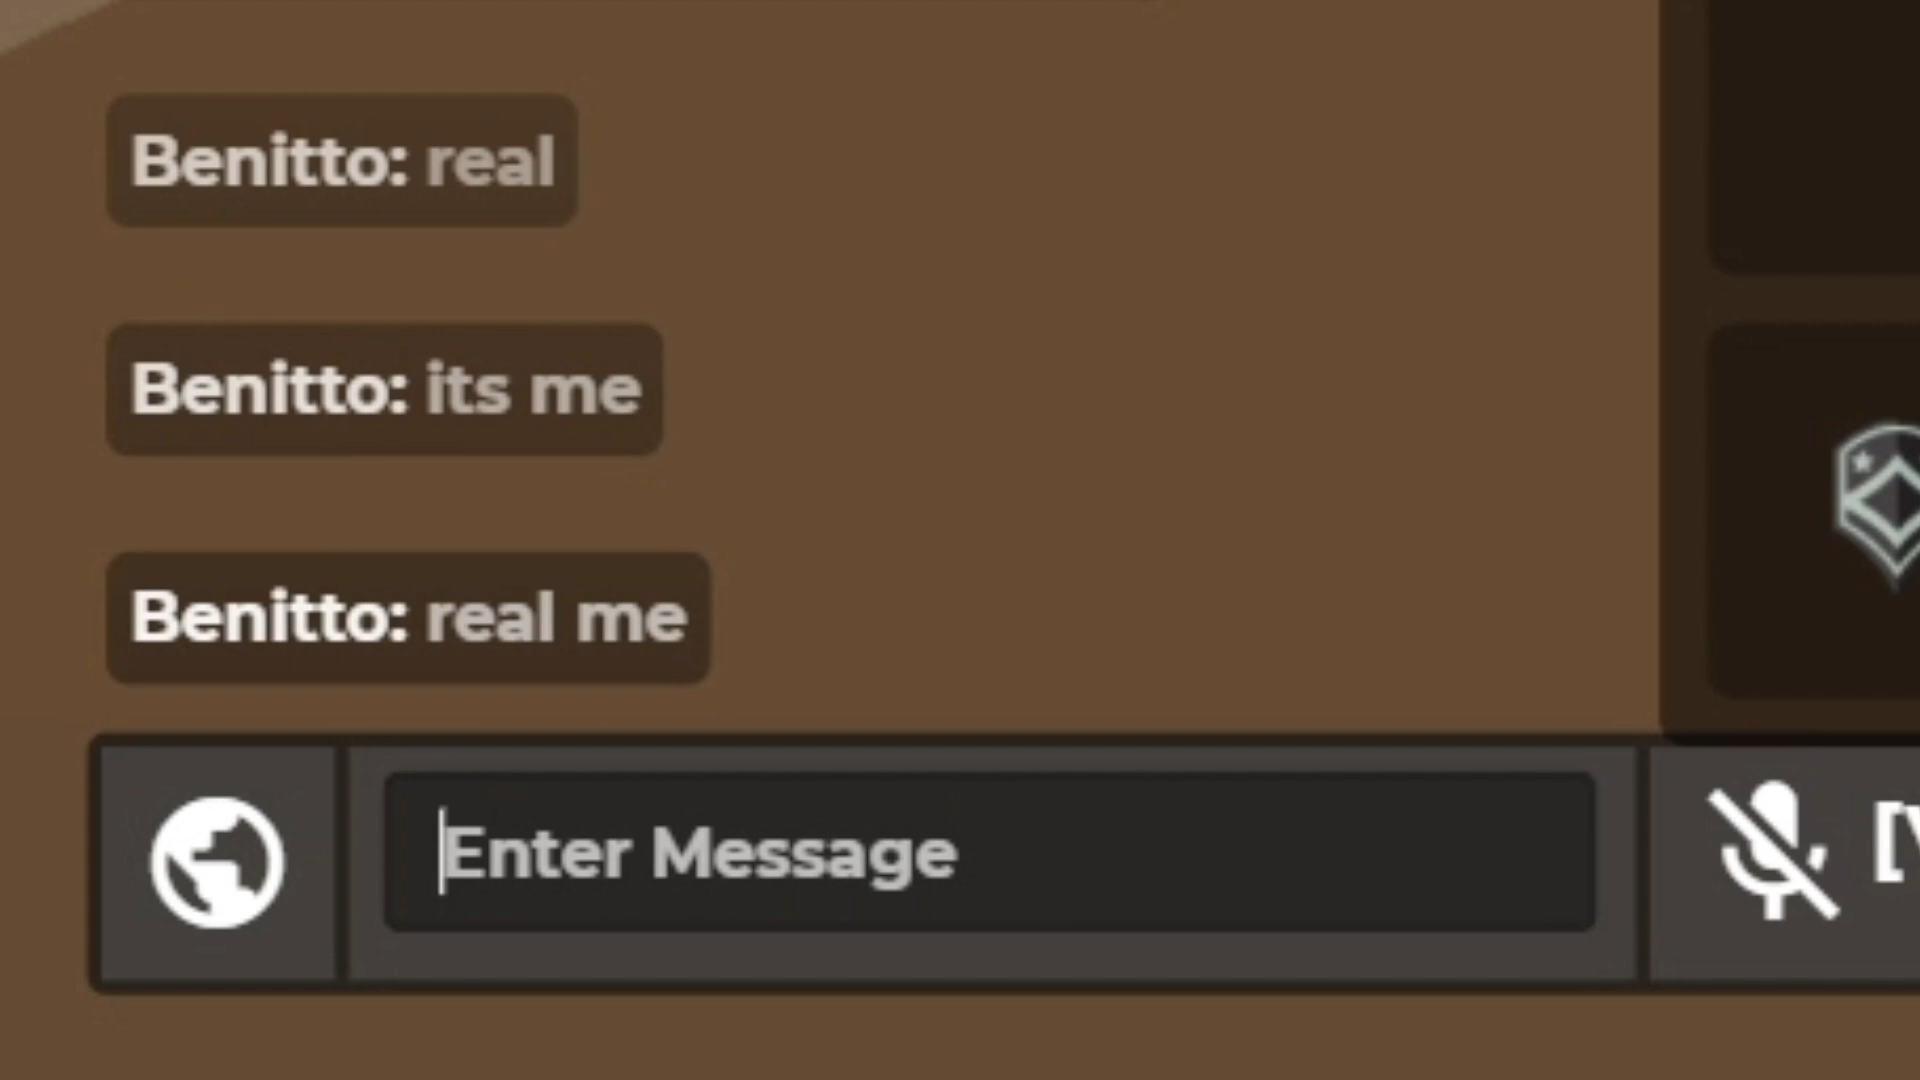 Benitto: real
Benitto: its me
Benitto: real me
Enter Message